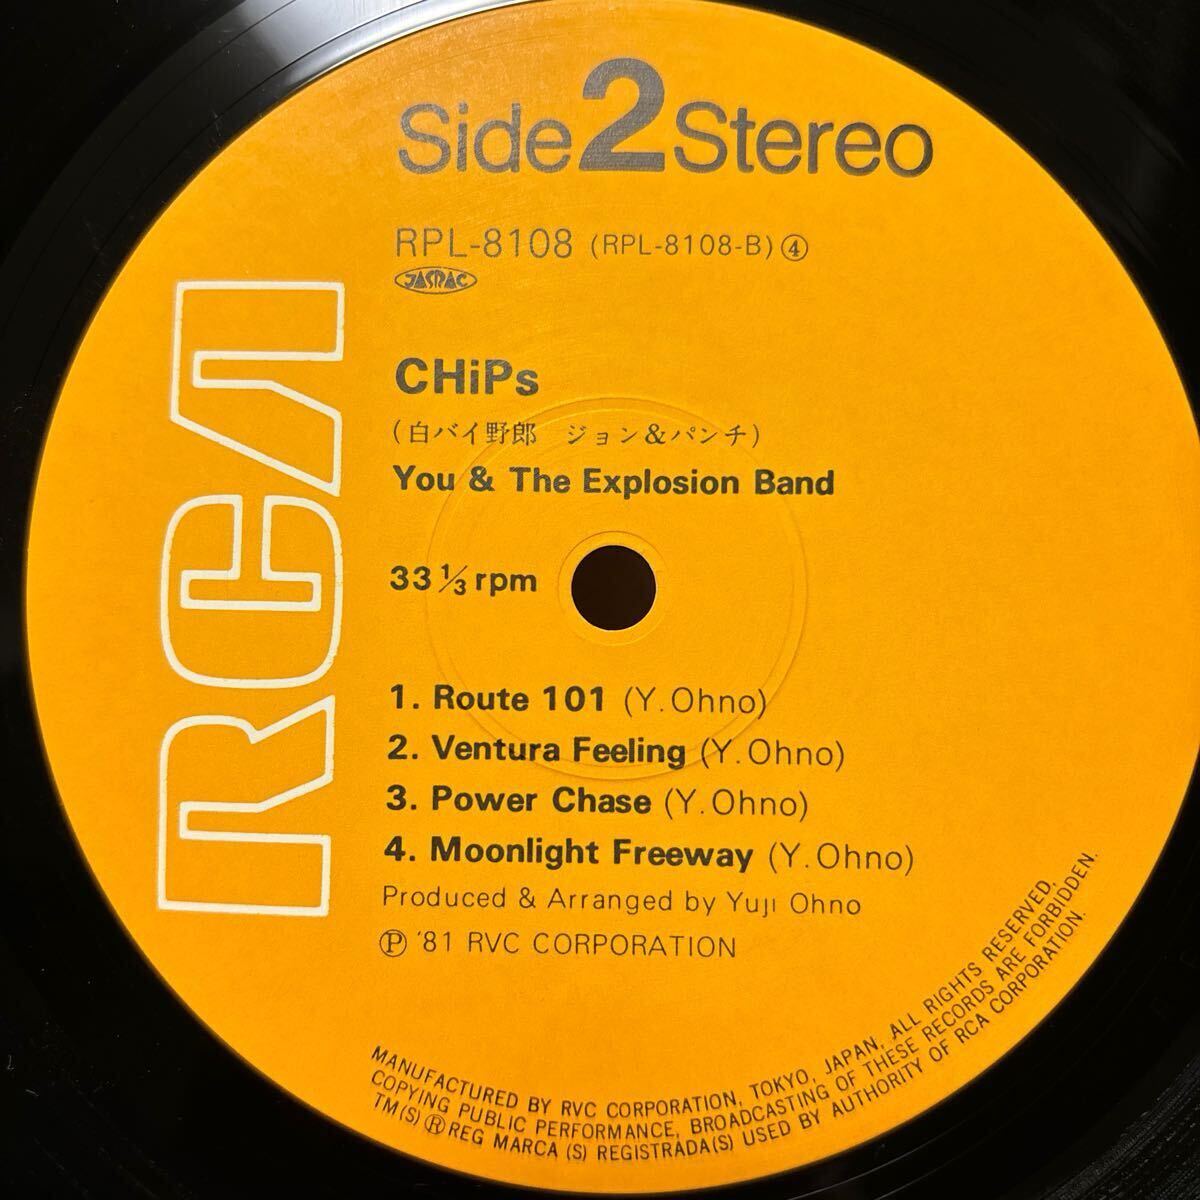 Side 2 Stereo
RPL-8108 (RPL-8108-B) ④
JASRAC
RCA
CHiPs
(白バイ野郎 ジョン&パンチ)
You & The Explosion Band
33 ⅓ rpm
1. Route 101 (Y. Ohno)
2. Ventura Feeling (Y. Ohno)
3. Power Chase (Y. Ohno)
4. Moonlight Freeway (Y. Ohno)
Produced & Arranged by Yuji Ohno
Ⓟ '81 RVC CORPORATION
MANUFACTURED BY RVC CORPORATION, TOKYO, JAPAN, ALL RIGHTS RESERVED.
COPYING PUBLIC PERFORMANCE, BROADCASTING OF THESE RECORDS ARE FORBIDDEN.
TM(S) ® REG MARCA (S) REGISTRADA(S) USED BY AUTHORITY OF RCA CORPORATION.